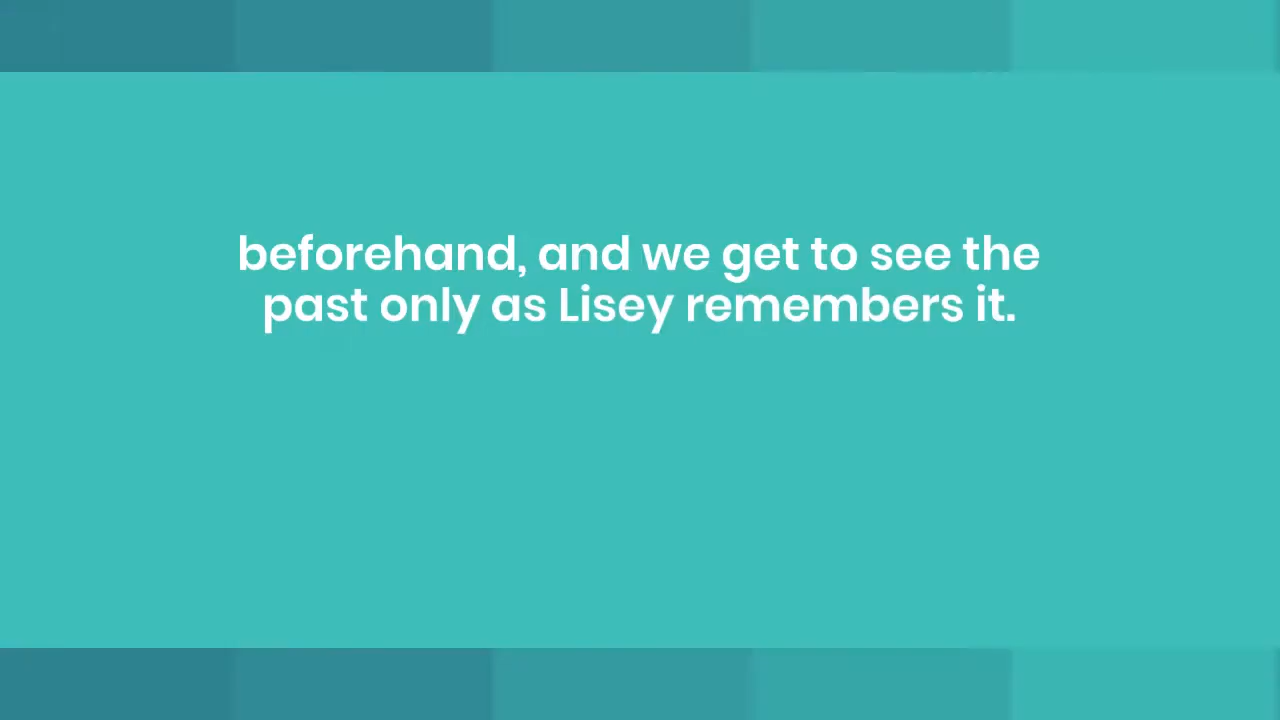 beforehand, and we get to see the
past only as Lisey remembers it.